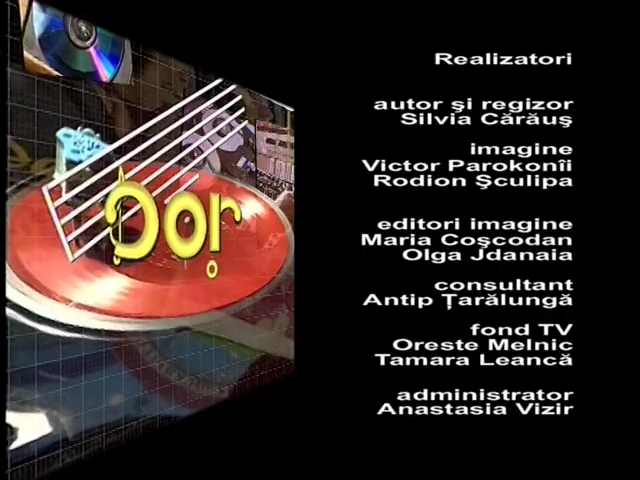 Dor
Realizatori
autor şi regizor
Silvia Cărăuş
imagine
Victor Parokonîi
Rodion Şculipa
editori imagine
Maria Coşcodan
Olga Jdanaia
consultant
Antip Ţarălungă
fond TV
Oreste Melnic
Tamara Leancă
administrator
Anastasia Vizir